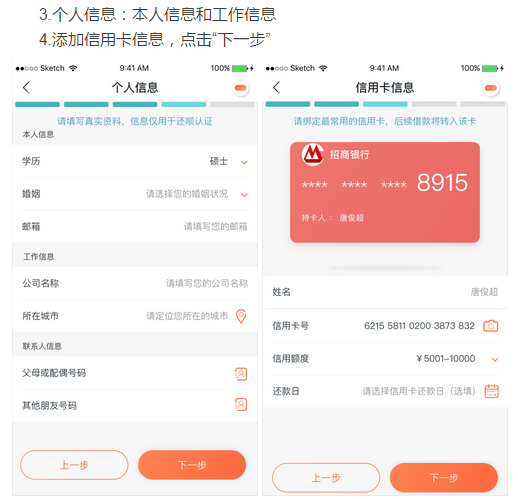 3.个人信息：本人信息和工作信息
4.添加信用卡信息，点击“下一步”
●●○○○ Sketch 9:41 AM 100%
个人信息
请填写真实资料，信息仅用于还呗认证
本人信息
学历 硕士
婚姻 请选择您的婚姻状况
邮箱 请填写您的邮箱
工作信息
公司名称 请填写您的公司名称
所在城市 请定位您所在的城市
联系人信息
父母或配偶号码
其他朋友号码
上一步 下一步
●●○○○ Sketch 9:41 AM 100%
信用卡信息
请绑定最常用的信用卡，后续借款将转入该卡
招商银行
**** **** **** 8915
持卡人： 唐俊超
姓名 唐俊超
信用卡号 6215 5811 0200 3873 832
信用额度 ￥5001-10000
还款日 请选择信用卡还款日（选填）
上一步 下一步